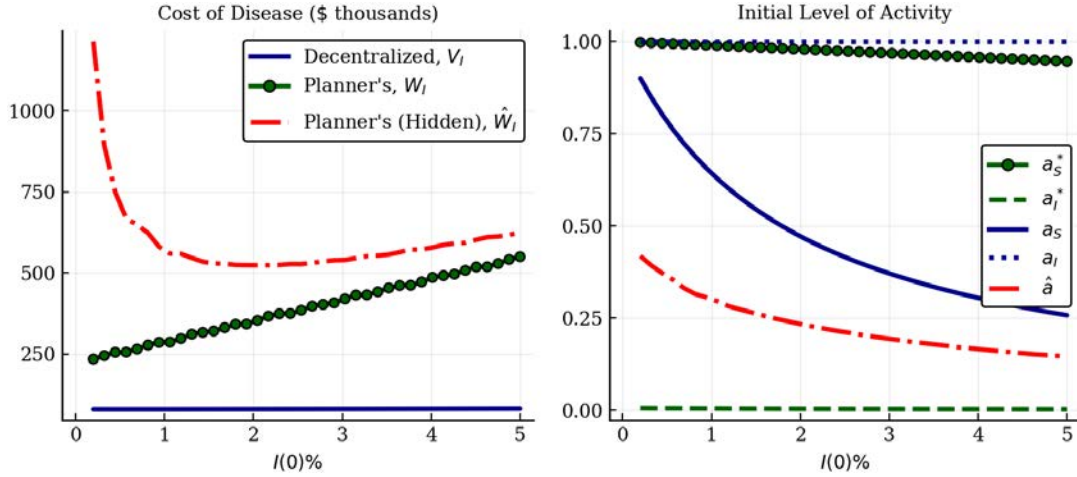 Cost of Disease ($ thousands)
Decentralized, V_I
Planner's, W_I
Planner's (Hidden), Ŵ_I
1000
750
500
250
0 1 2 3 4 5
I(0)%
Initial Level of Activity
1.00
0.75
0.50
0.25
0.00
a_S^*
a_I^*
a_S
a_I
â
0 1 2 3 4 5
I(0)%